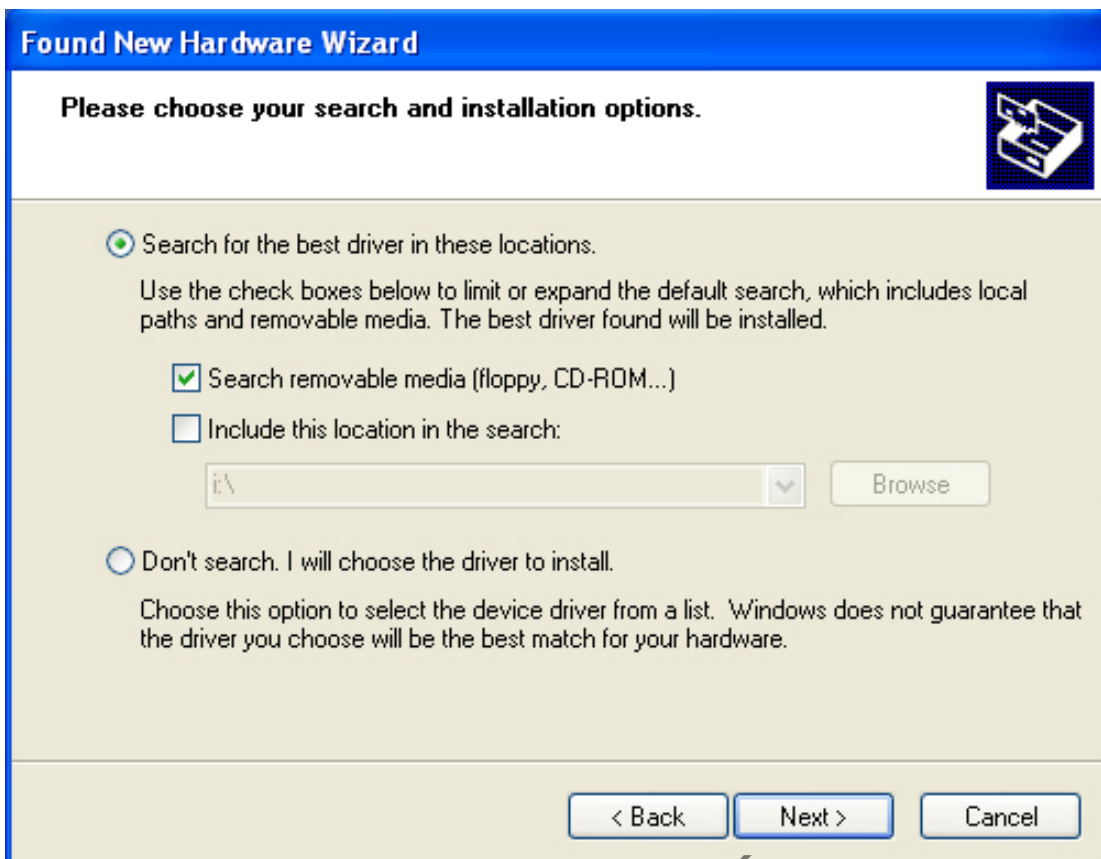 Found New Hardware Wizard
Please choose your search and installation options.
Search for the best driver in these locations.
Use the check boxes below to limit or expand the default search, which includes local
paths and removable media. The best driver found will be installed.
Search removable media (floppy, CD-ROM...)
Include this location in the search:
i:\
Browse
Don't search. I will choose the driver to install.
Choose this option to select the device driver from a list. Windows does not guarantee that
the driver you choose will be the best match for your hardware.
< Back Next > Cancel